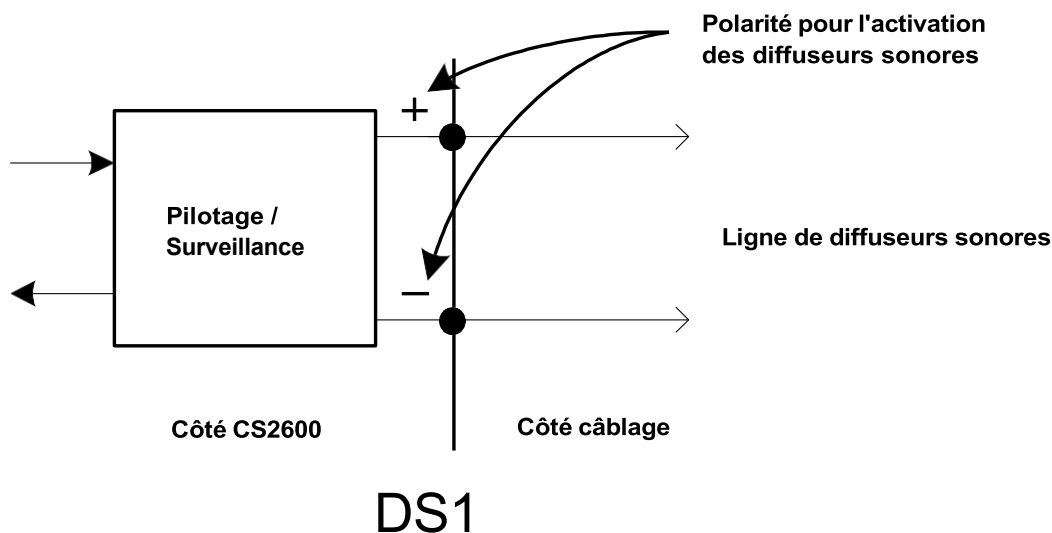 Polarité pour l'activation
des diffuseurs sonores
+
Pilotage /
Surveillance
Ligne de diffuseurs sonores
−
Côté CS2600
Côté câblage
DS1